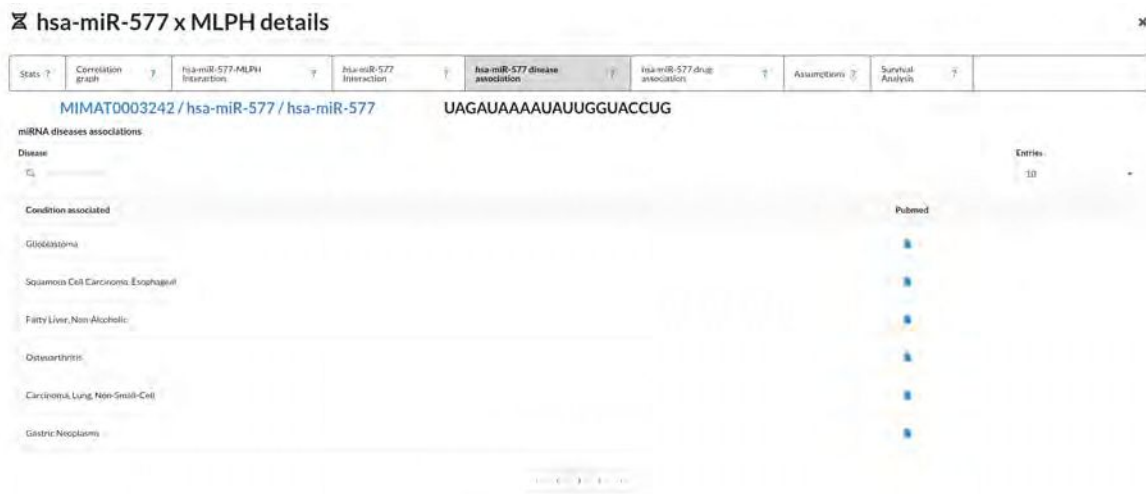 hsa-miR-577 x MLPH details
Stats ?
Correlation graph ?
hsa-miR-577-MLPH Interaction ?
hsa-miR-577 Interaction ?
hsa-miR-577 disease association ?
hsa-miR-577 drug association ?
Assumptions ?
Survival Analysis ?
MIMAT0003242 / hsa-miR-577 / hsa-miR-577 UAGAUAAAAUAUUGGUACCUG
miRNA diseases associations
Disease Entries
10
Condition associated Pubmed
Glioblastoma
Squamous Cell Carcinoma, Esophageal
Fatty Liver, Non-Alcoholic
Osteoarthritis
Carcinoma, Lung, Non-Small-Cell
Gastric Neoplasms